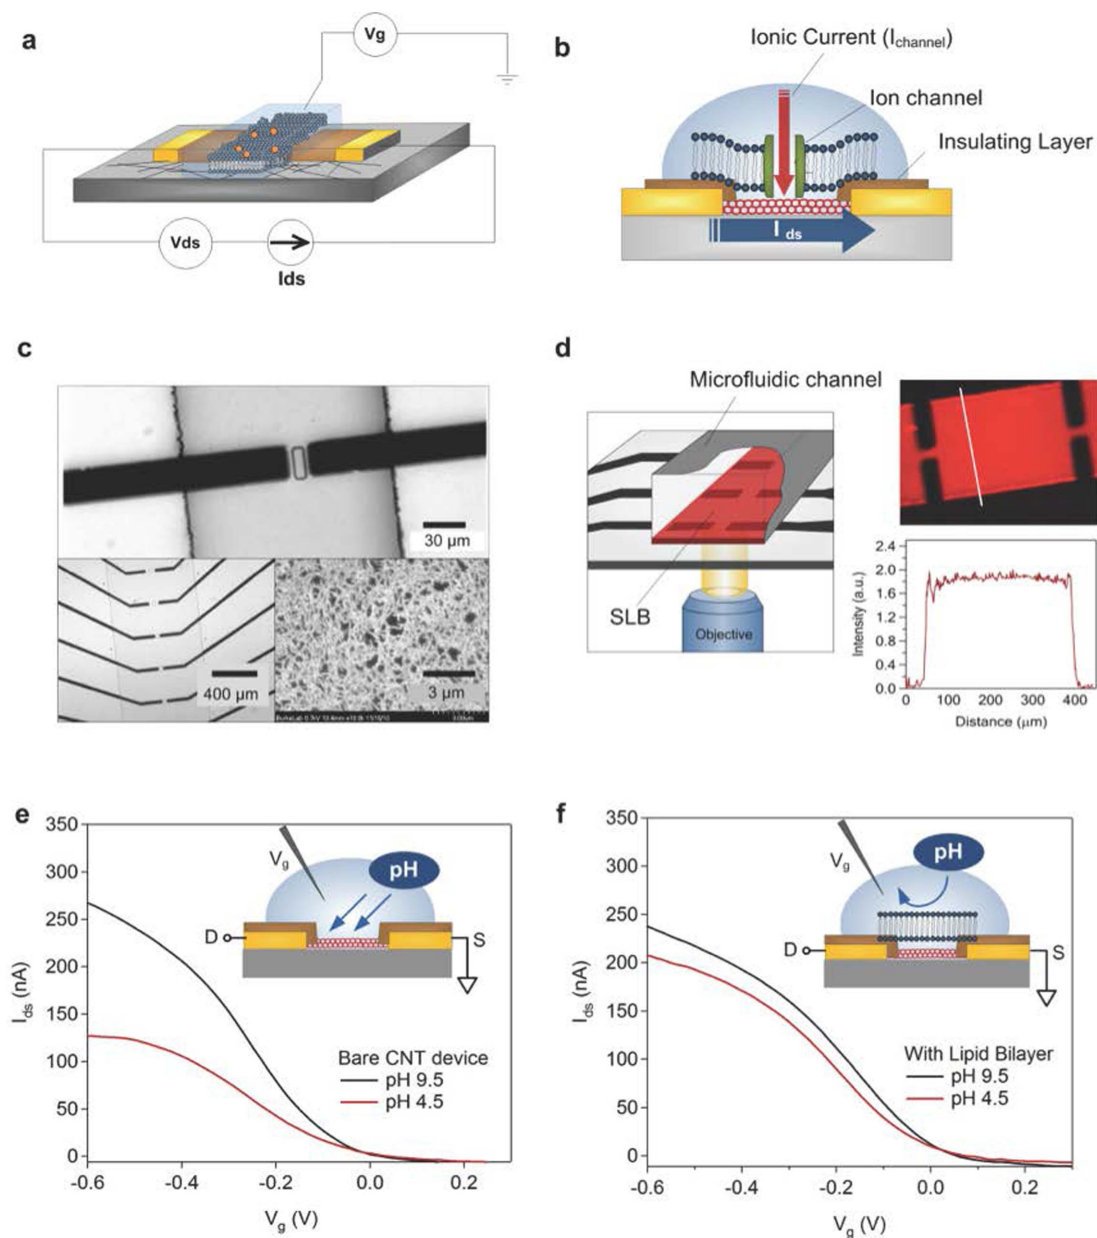 a
Vg
Vds
Ids
b
Ionic Current (Ichannel)
Ion channel
Insulating Layer
I ds
c
30 μm
400 μm
3 μm
d
Microfluidic channel
SLB
Objective
Intensity (a.u.)
2.4
2.0
1.6
1.2
0.8
0.4
0.0
0 100 200 300 400
Distance (μm)
e
Ids (nA)
350
300
250
200
150
100
50
0
-0.6 -0.4 -0.2 0.0 0.2
Vg (V)
Vg
pH
D
S
Bare CNT device
pH 9.5
pH 4.5
f
Ids (nA)
350
300
250
200
150
100
50
0
-0.6 -0.4 -0.2 0.0 0.2
Vg (V)
Vg
pH
D
S
With Lipid Bilayer
pH 9.5
pH 4.5